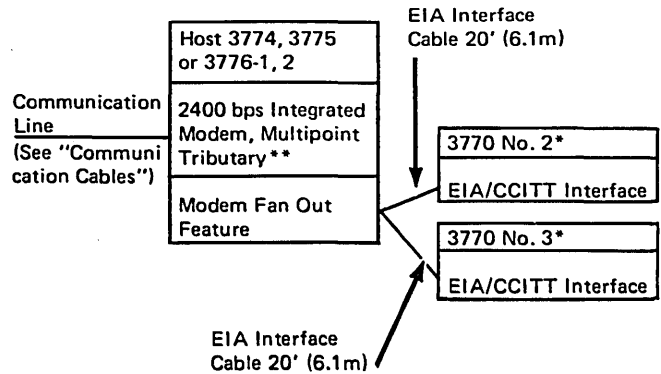 EIA Interface
Cable 20' (6.1m)
Host 3774, 3775
or 3776-1, 2
Communication
Line
(See "Communi
cation Cables")
2400 bps Integrated
Modem, Multipoint
Tributary**
Modem Fan Out
Feature
3770 No. 2*
EIA/CCITT Interface
3770 No. 3*
EIA/CCITT Interface
EIA Interface
Cable 20' (6.1m)